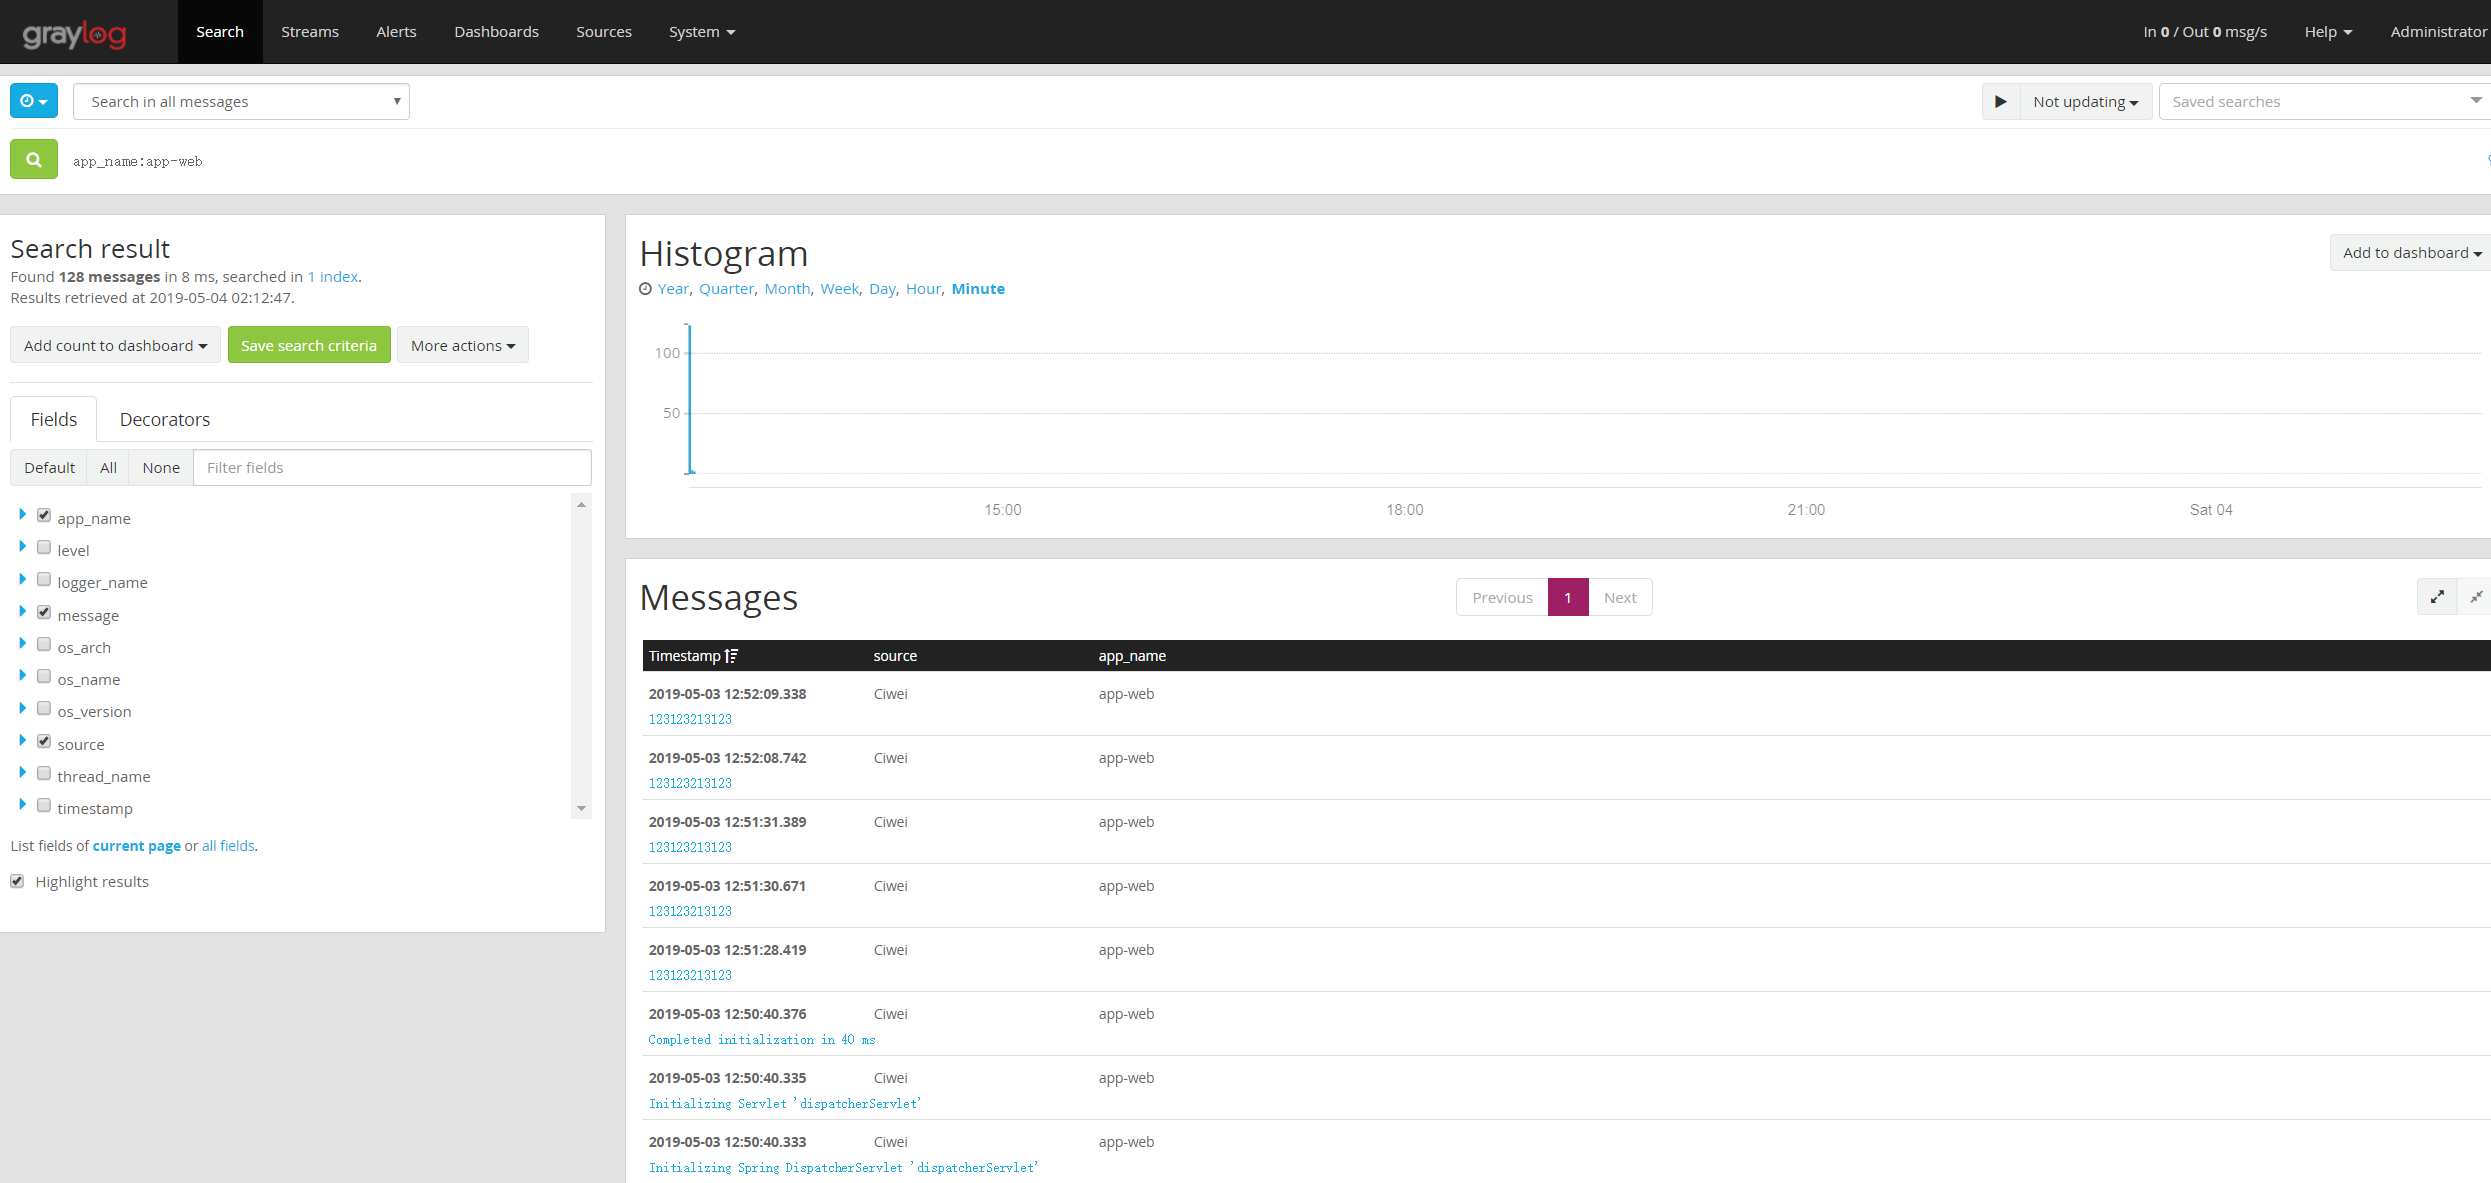 graylog Search Streams Alerts Dashboards Sources System In 0 / Out 0 msg/s Help Administrator
Search in all messages Not updating Saved searches
app_name:app-web
Search result
Found 128 messages in 8 ms, searched in 1 index.
Results retrieved at 2019-05-04 02:12:47.
Add count to dashboard Save search criteria More actions
Fields Decorators
Default All None Filter fields
app_name
level
logger_name
message
os_arch
os_name
os_version
source
thread_name
timestamp
List fields of current page or all fields.
Highlight results
Histogram Add to dashboard
Year, Quarter, Month, Week, Day, Hour, Minute
100
50
15:00 18:00 21:00 Sat 04
Messages Previous 1 Next
Timestamp source app_name
2019-05-03 12:52:09.338 Ciwei app-web
123123213123
2019-05-03 12:52:08.742 Ciwei app-web
123123213123
2019-05-03 12:51:31.389 Ciwei app-web
123123213123
2019-05-03 12:51:30.671 Ciwei app-web
123123213123
2019-05-03 12:51:28.419 Ciwei app-web
123123213123
2019-05-03 12:50:40.376 Ciwei app-web
Completed initialization in 40 ms
2019-05-03 12:50:40.335 Ciwei app-web
Initializing Servlet 'dispatcherServlet'
2019-05-03 12:50:40.333 Ciwei app-web
Initializing Spring DispatcherServlet 'dispatcherServlet'